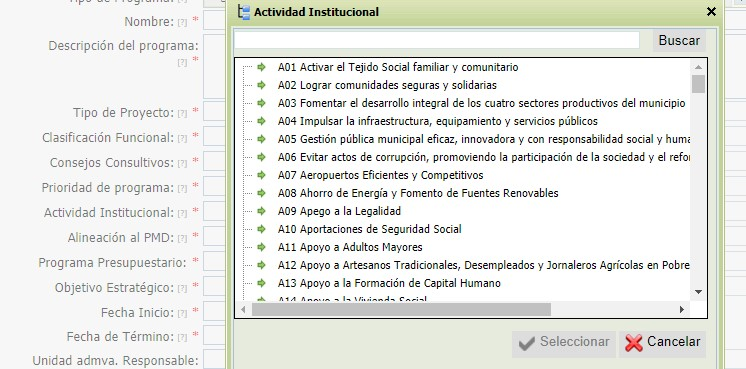 Tipo de Programa:
Nombre: [?] *
Descripción del programa:
[?] *
Tipo de Proyecto: [?] *
Clasificación Funcional: [?] *
Consejos Consultivos: [?] *
Prioridad de programa: [?] *
Actividad Institucional: [?] *
Alineación al PMD: [?] *
Programa Presupuestario: *
Objetivo Estratégico: [?] *
Fecha Inicio: [?] *
Fecha de Término: [?] *
Unidad admva. Responsable:
Actividad Institucional
Buscar
A01 Activar el Tejido Social familiar y comunitario
A02 Lograr comunidades seguras y solidarias
A03 Fomentar el desarrollo integral de los cuatro sectores productivos del municipio
A04 Impulsar la infraestructura, equipamiento y servicios públicos
A05 Gestión pública municipal eficaz, innovadora y con responsabilidad social y huma
A06 Evitar actos de corrupción, promoviendo la participación de la sociedad y el refor
A07 Aeropuertos Eficientes y Competitivos
A08 Ahorro de Energía y Fomento de Fuentes Renovables
A09 Apego a la Legalidad
A10 Aportaciones de Seguridad Social
A11 Apoyo a Adultos Mayores
A12 Apoyo a Artesanos Tradicionales, Desempleados y Jornaleros Agrícolas en Pobre
A13 Apoyo a la Formación de Capital Humano
A14 Apoyo a la Vivienda Social
Seleccionar
Cancelar